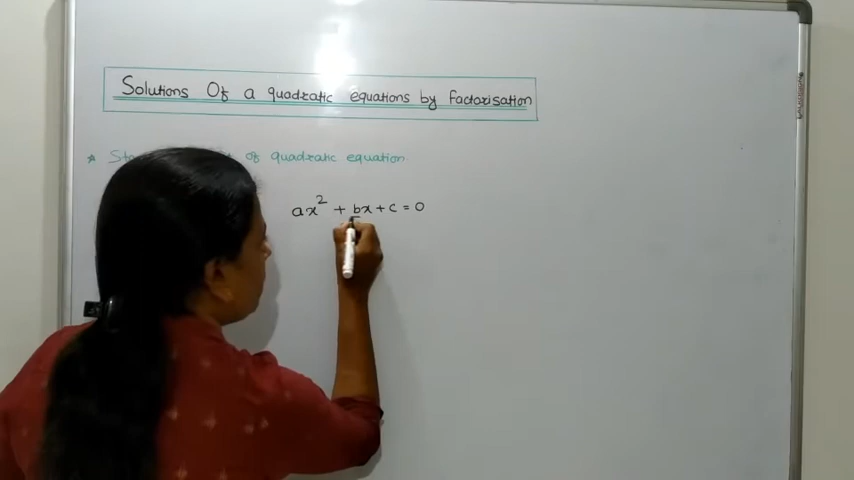 Solutions Of a quadratic equations by Factorisation
* of quadratic equation
ax² + bx + c = 0